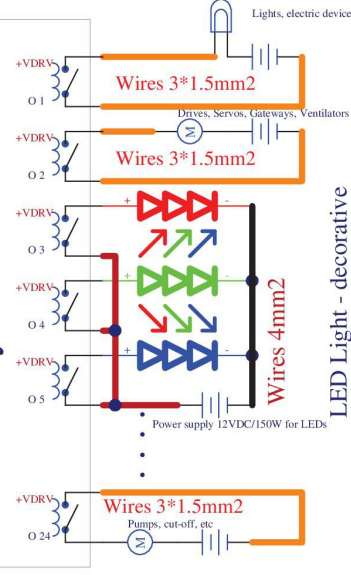 Lights, electric device
+VDRV
O 1
Wires 3*1.5mm2
Drives, Servos, Gateways, Ventilators
+VDRV
M
O 2
Wires 3*1.5mm2
+VDRV
+
-
O 3
+VDRV
+
-
O 4
+VDRV
+
-
O 5
Wires 4mm2
LED Light - decorative
Power supply 12VDC/150W for LEDs
+VDRV
Wires 3*1.5mm2
O 24
Pumps, cut-off, etc
M